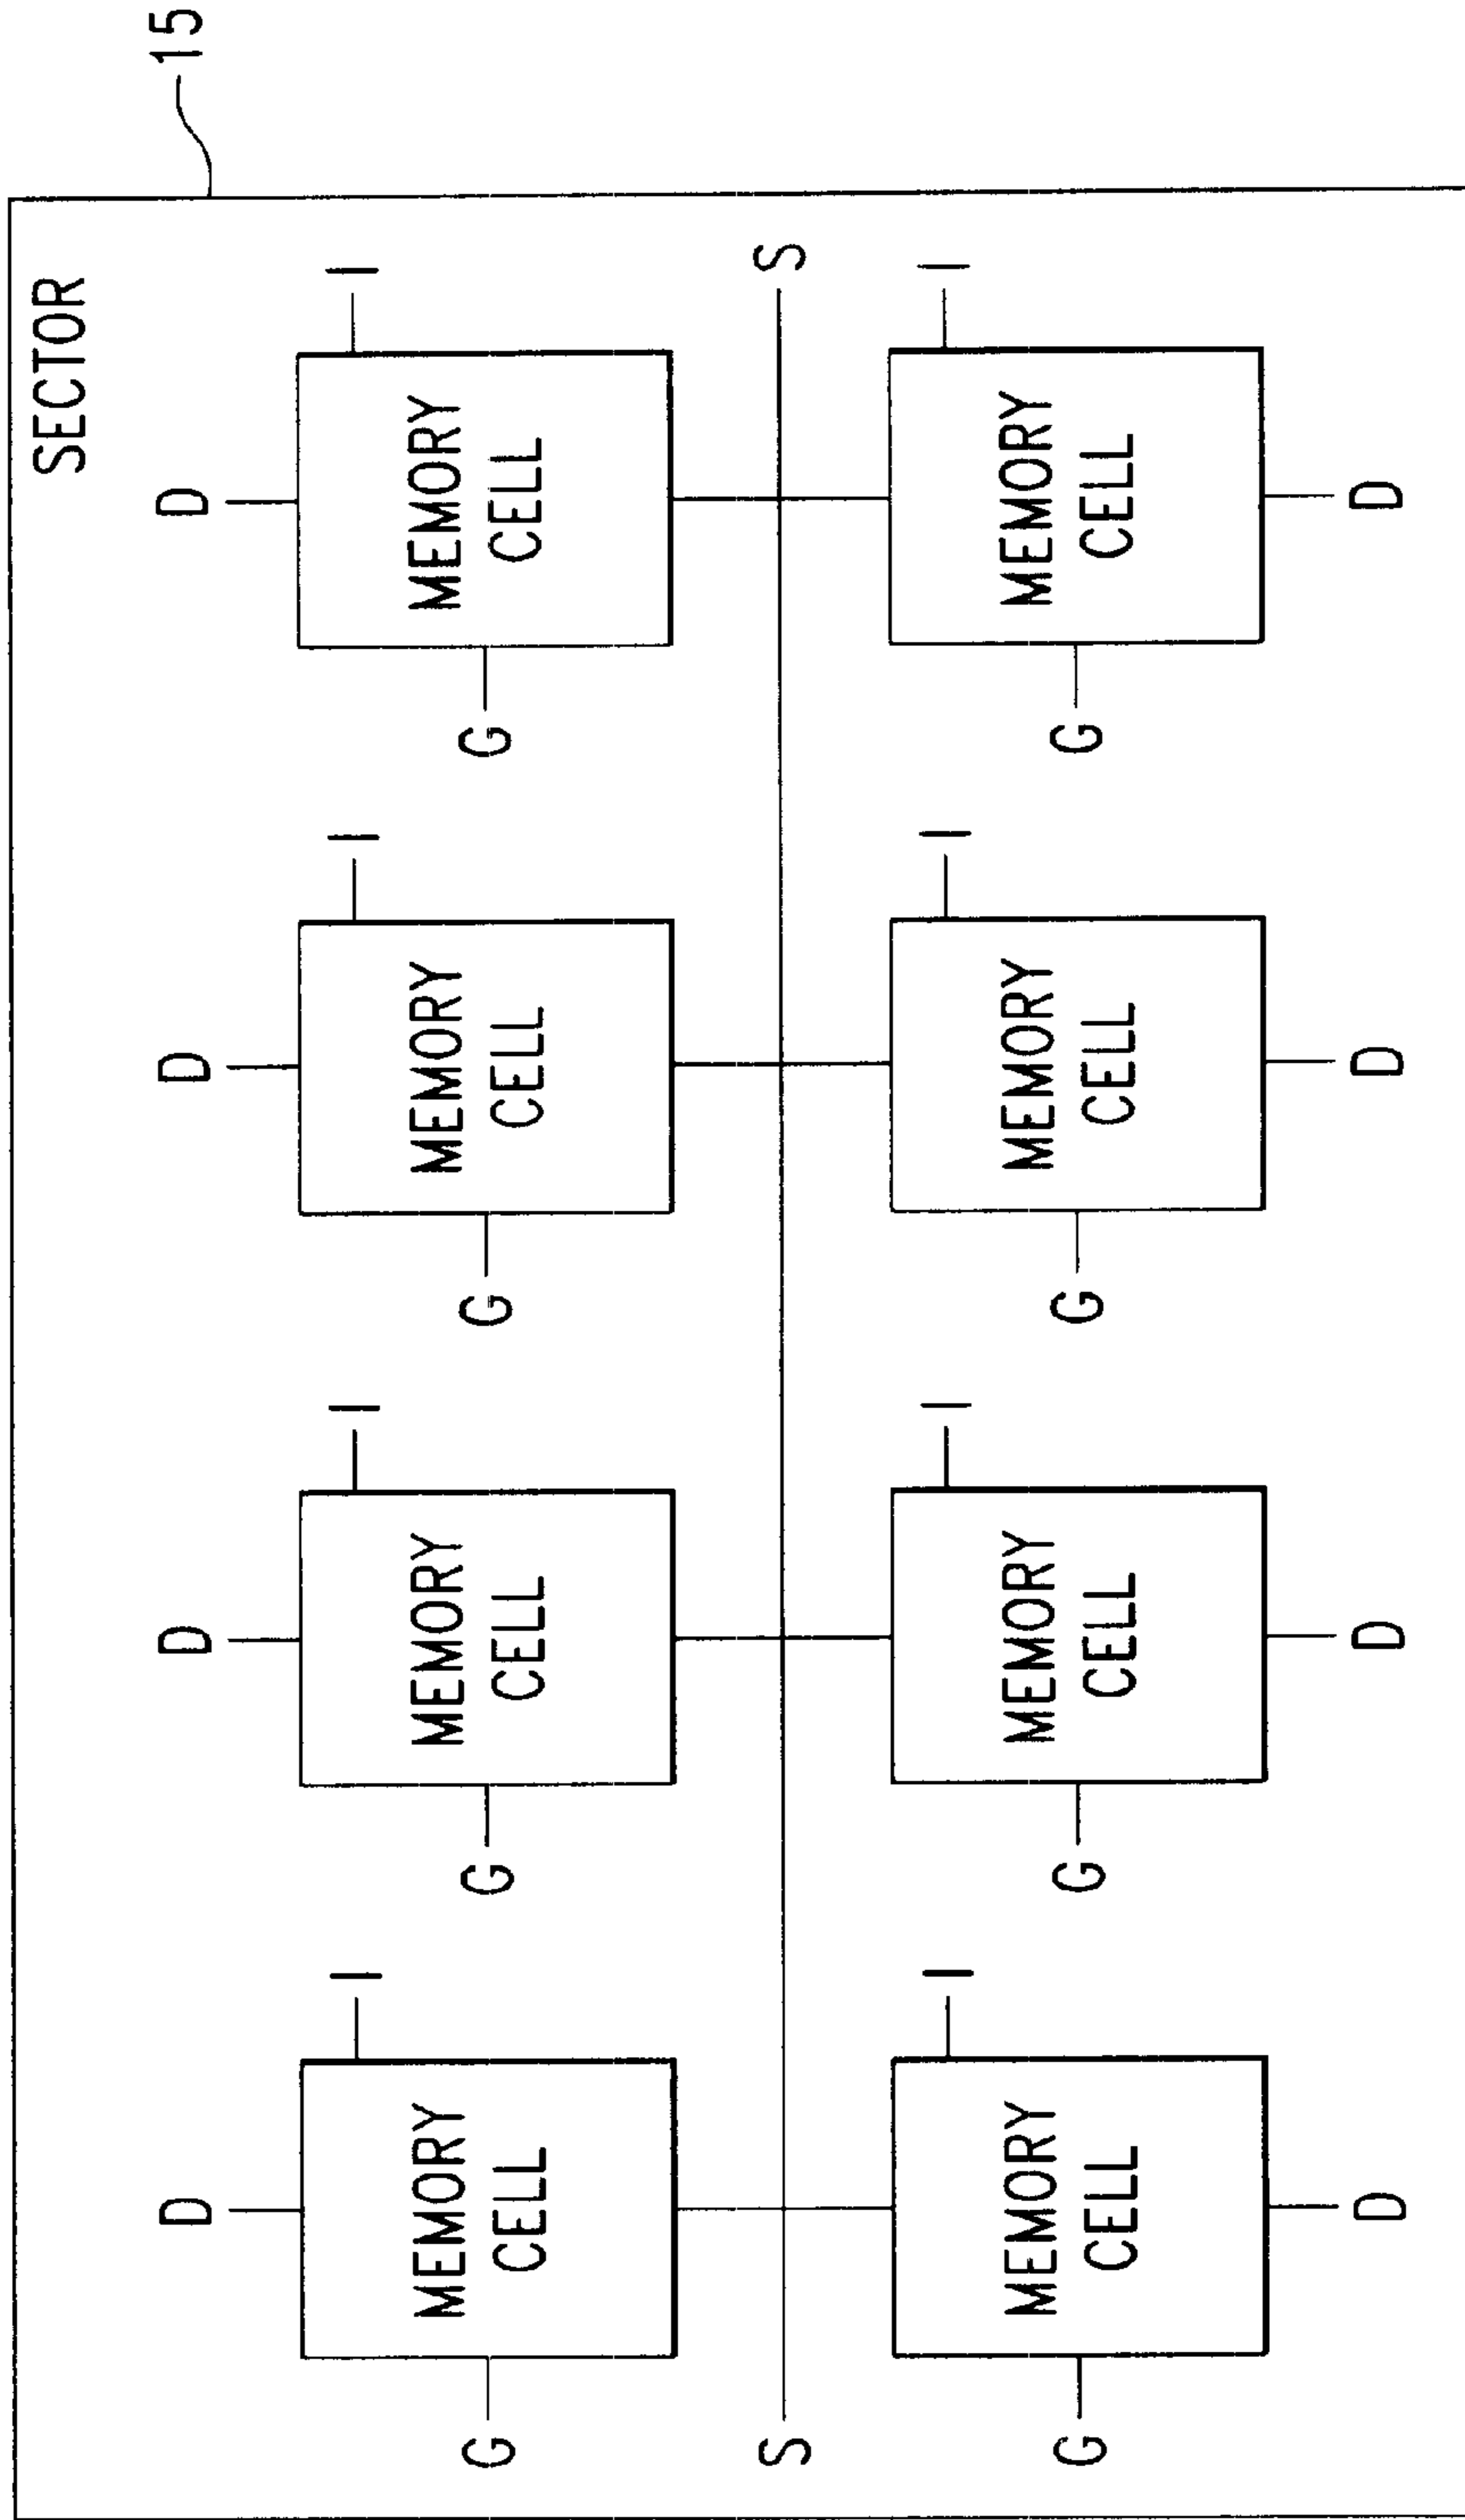 SECTOR
15
D D D D
I I I I
MEMORY MEMORY MEMORY MEMORY
CELL CELL CELL CELL
G G G G
S S
I I I I
MEMORY MEMORY MEMORY MEMORY
CELL CELL CELL CELL
G G G G
D D D D